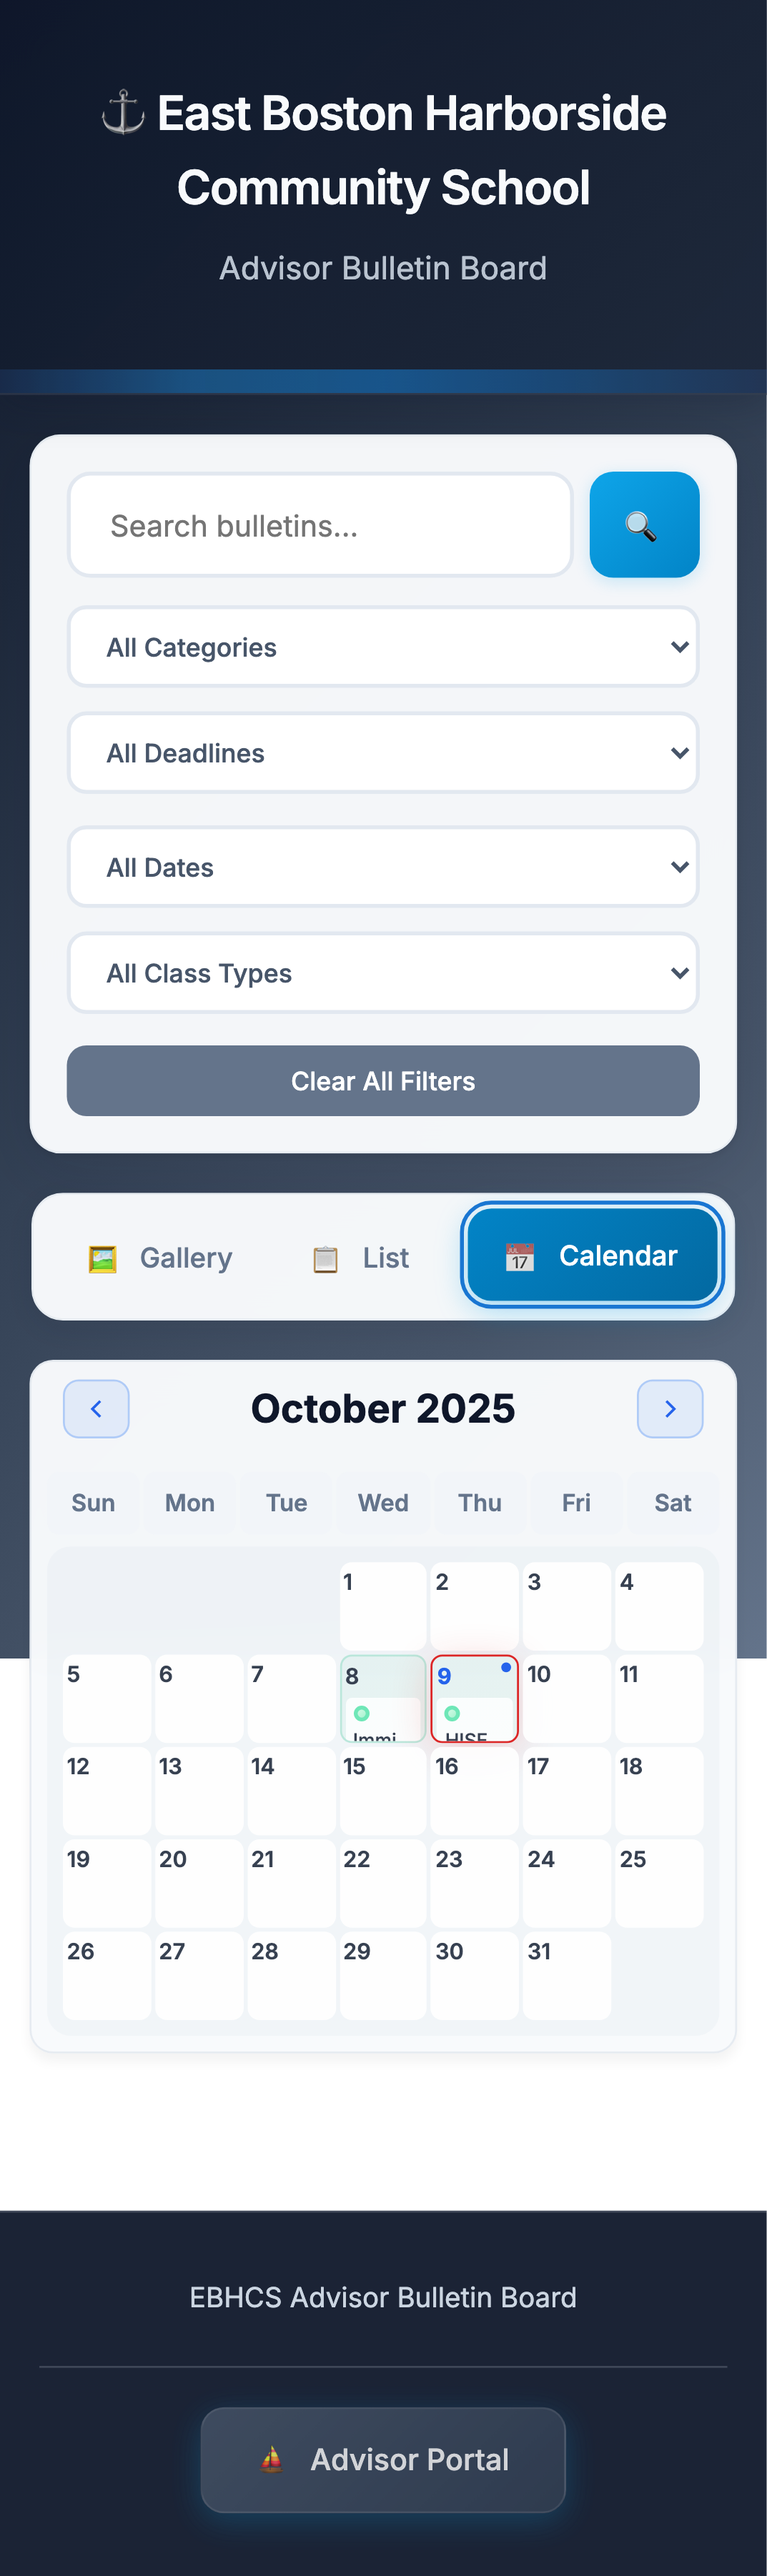 ⚓ East Boston Harborside
Community School
Advisor Bulletin Board
Search bulletins...
All Categories
All Deadlines
All Dates
All Class Types
Clear All Filters
Gallery List Calendar
October 2025
Sun Mon Tue Wed Thu Fri Sat
1 2 3 4
5 6 7 8 9 10 11
Immi HISE
12 13 14 15 16 17 18
19 20 21 22 23 24 25
26 27 28 29 30 31
EBHCS Advisor Bulletin Board
Advisor Portal